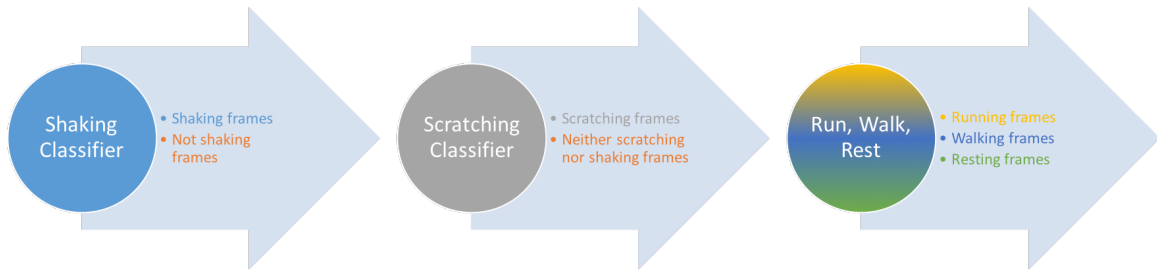 Shaking
Classifier
• Shaking frames
• Not shaking
frames
Scratching
Classifier
• Scratching frames
• Neither scratching
nor shaking frames
Run, Walk,
Rest
• Running frames
• Walking frames
• Resting frames